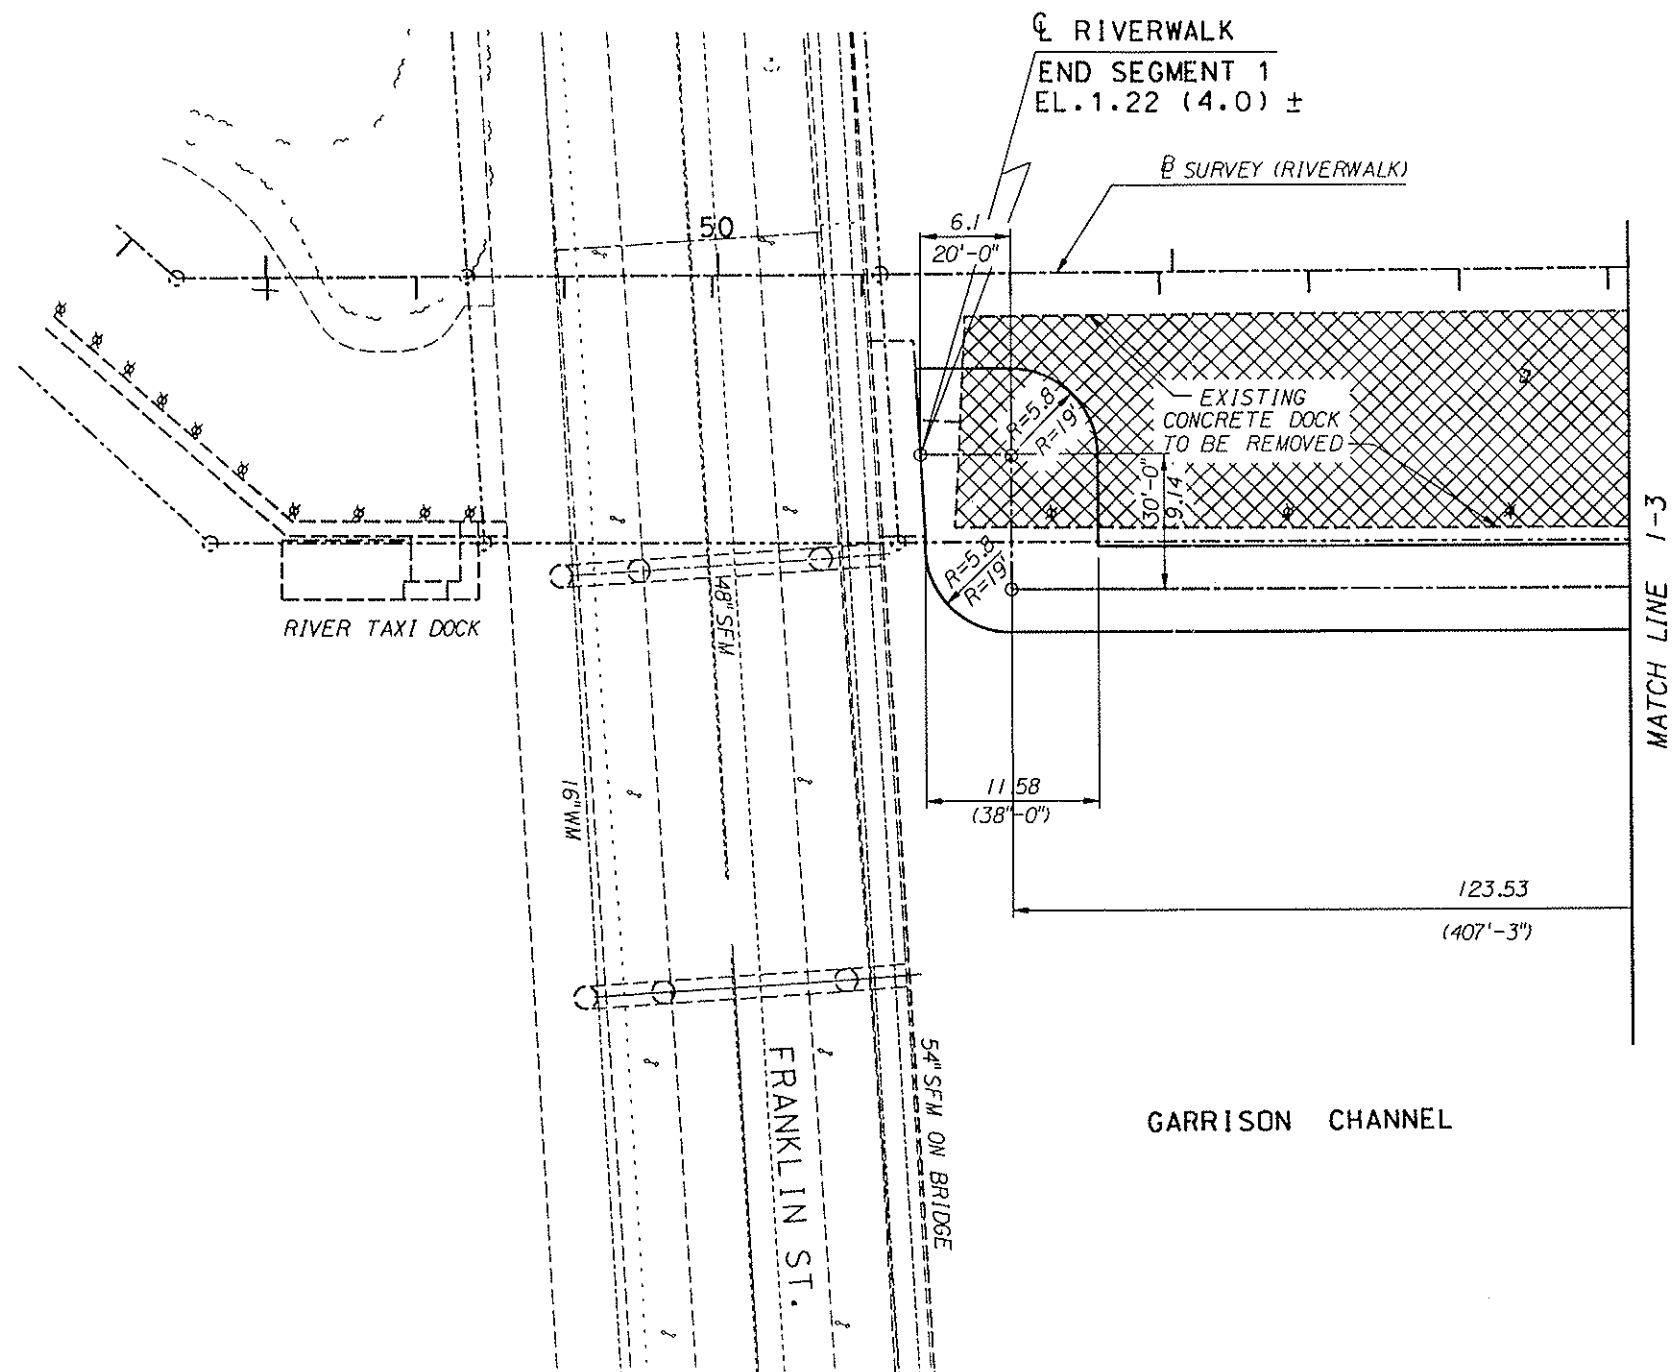 ℄ RIVERWALK
END SEGMENT 1
EL.1.22 (4.0) ±
B SURVEY (RIVERWALK)
6.1
20'-0"
50
EXISTING
CONCRETE DOCK
TO BE REMOVED
R=5.8
R=19'
30'-0"
9.14
MATCH LINE 1-3
R=5.8
R=19'
48" SFM
RIVER TAXI DOCK
16"WM
11.58
(38'-0")
123.53
(407'-3")
54" SFM ON BRIDGE
FRANKLIN ST.
GARRISON CHANNEL